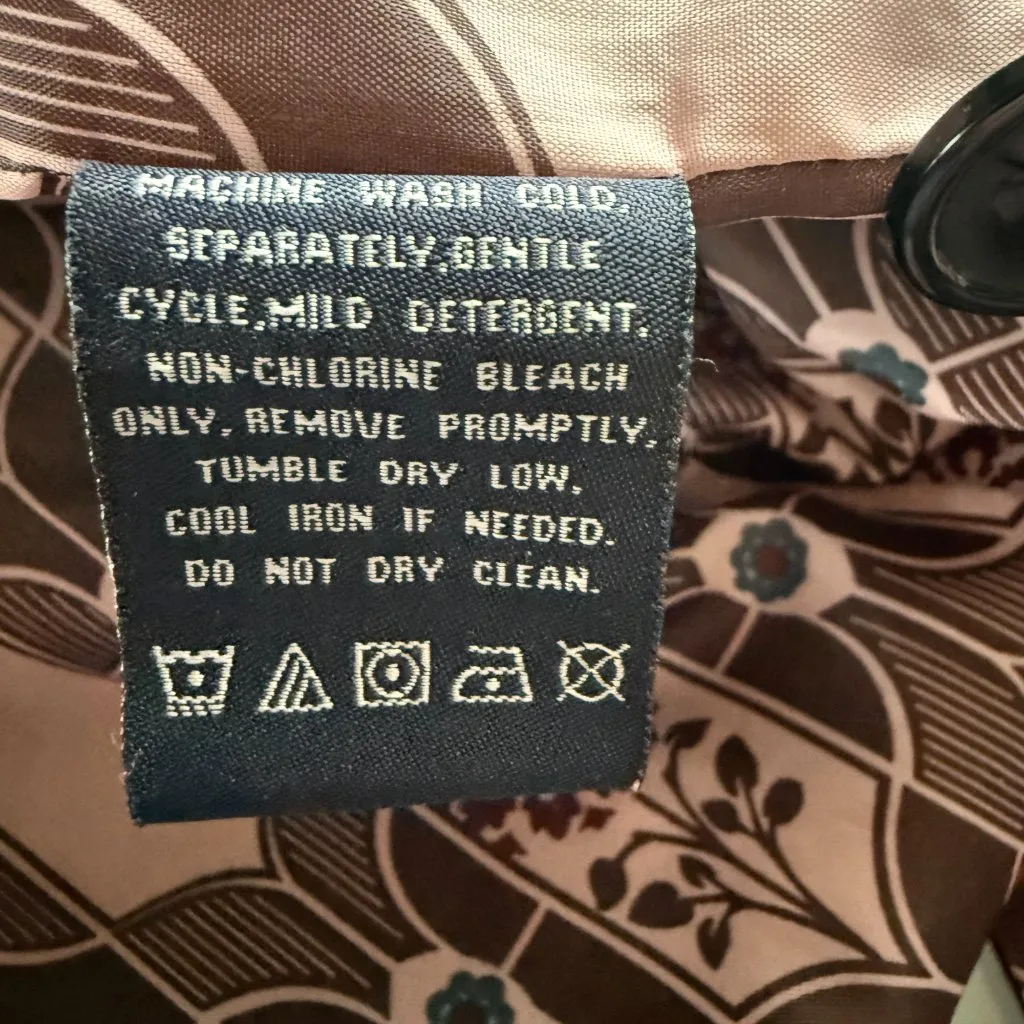 MACHINE WASH COLD.
SEPARATELY,GENTLE
CYCLE,MILD DETERGENT.
NON-CHLORINE BLEACH
ONLY, REMOVE PROMPTLY.
TUMBLE DRY LOW,
COOL IRON IF NEEDED.
DO NOT DRY CLEAN.